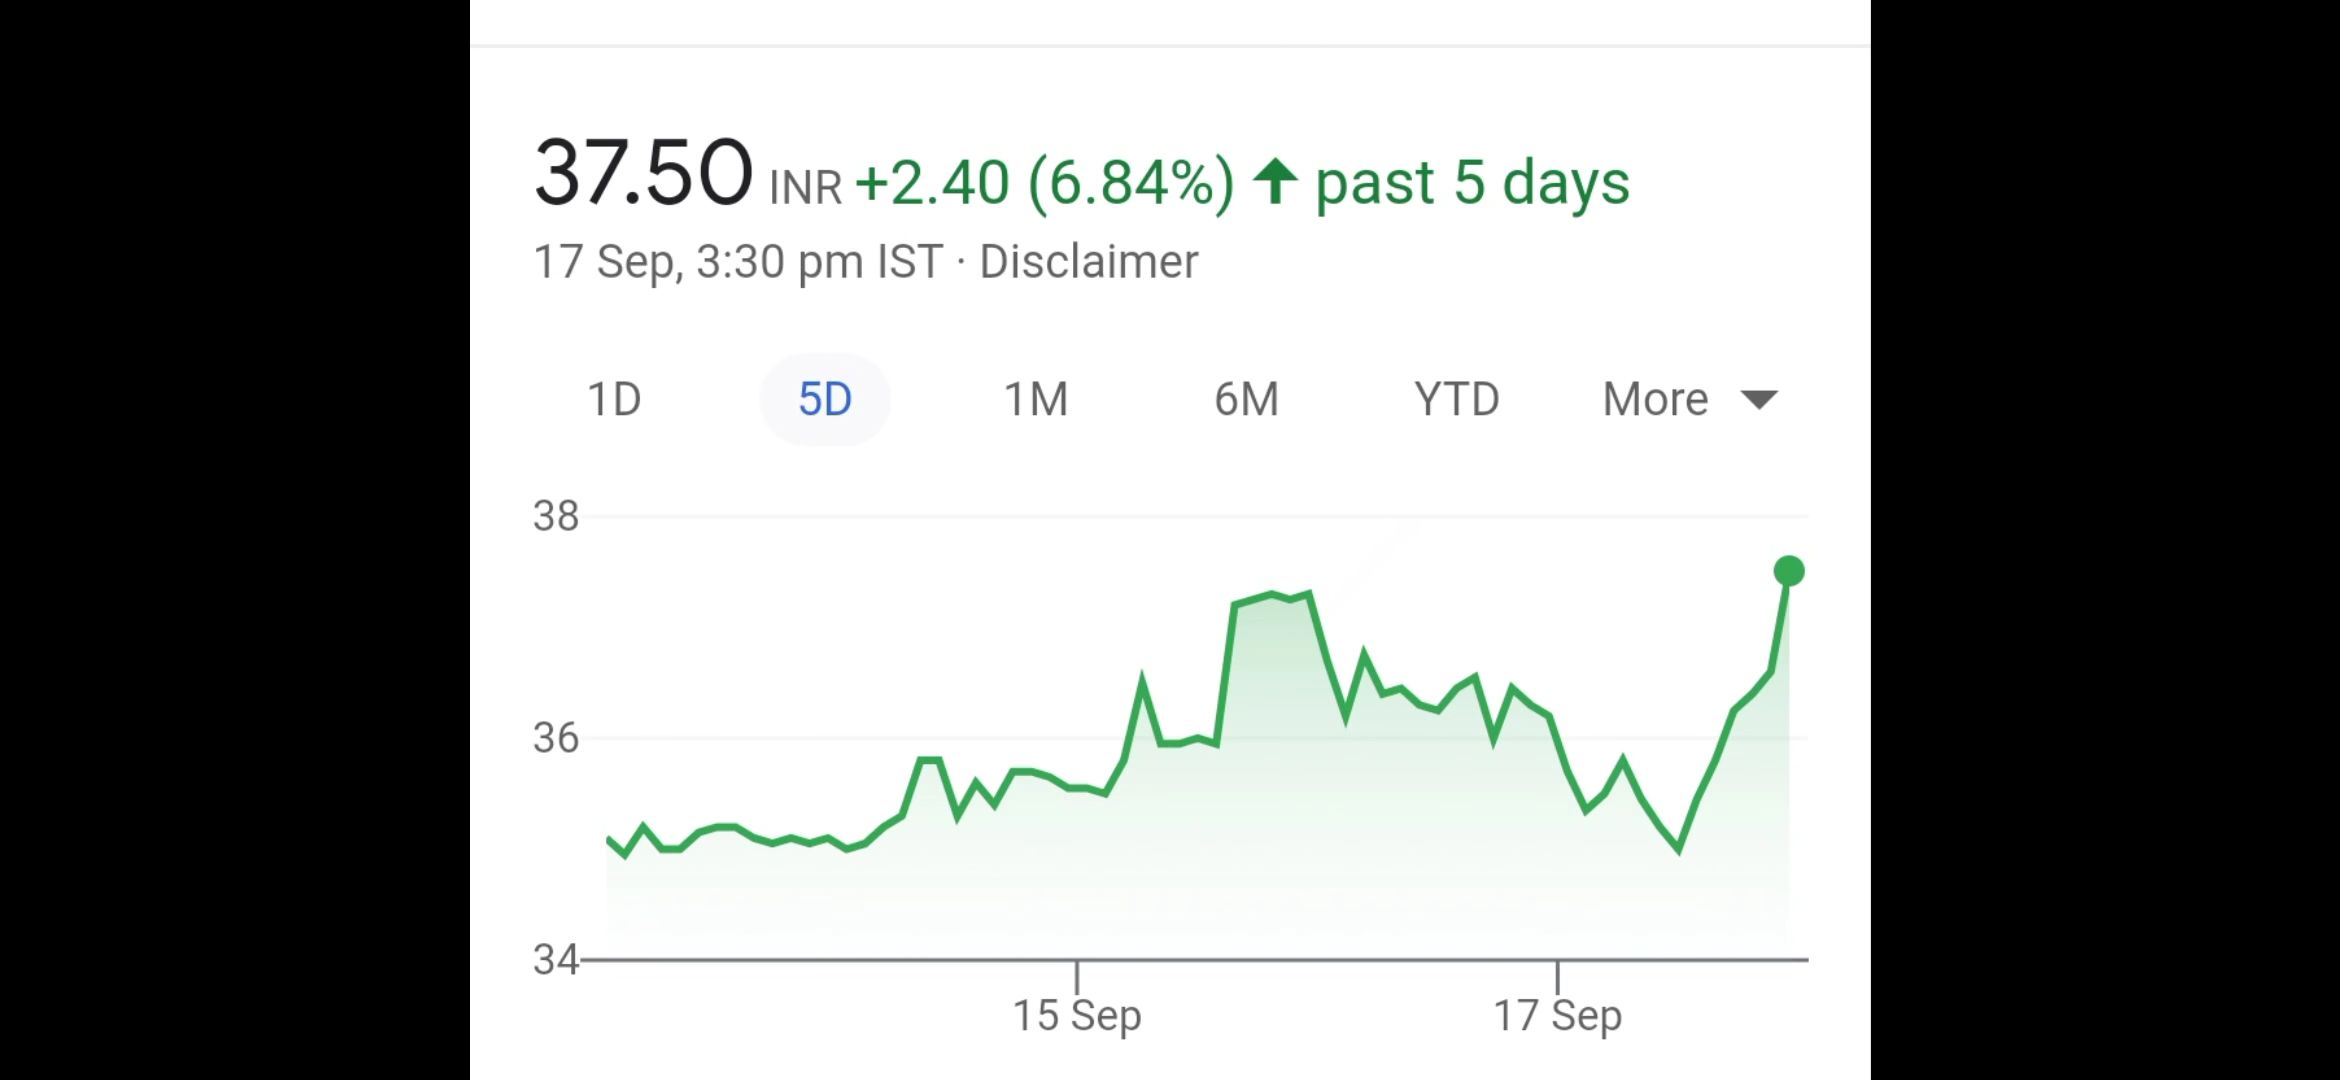 37.50 INR +2.40 (6.84%) ↑ past 5 days
17 Sep, 3:30 pm IST · Disclaimer
1D 5D 1M 6M YTD More
38
36
34
15 Sep 17 Sep